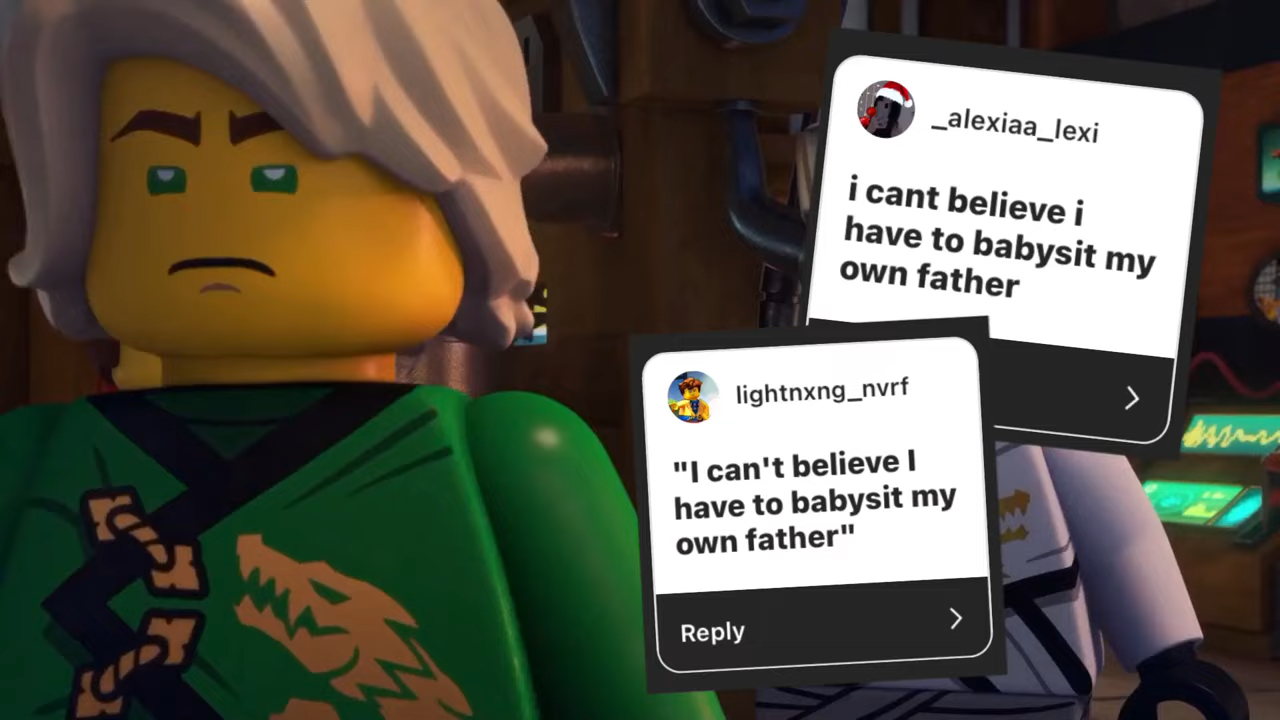 _alexiaa_lexi
i cant believe i
have to babysit my
own father
lightnxng_nvrf
"I can't believe I
have to babysit my
own father"
Reply